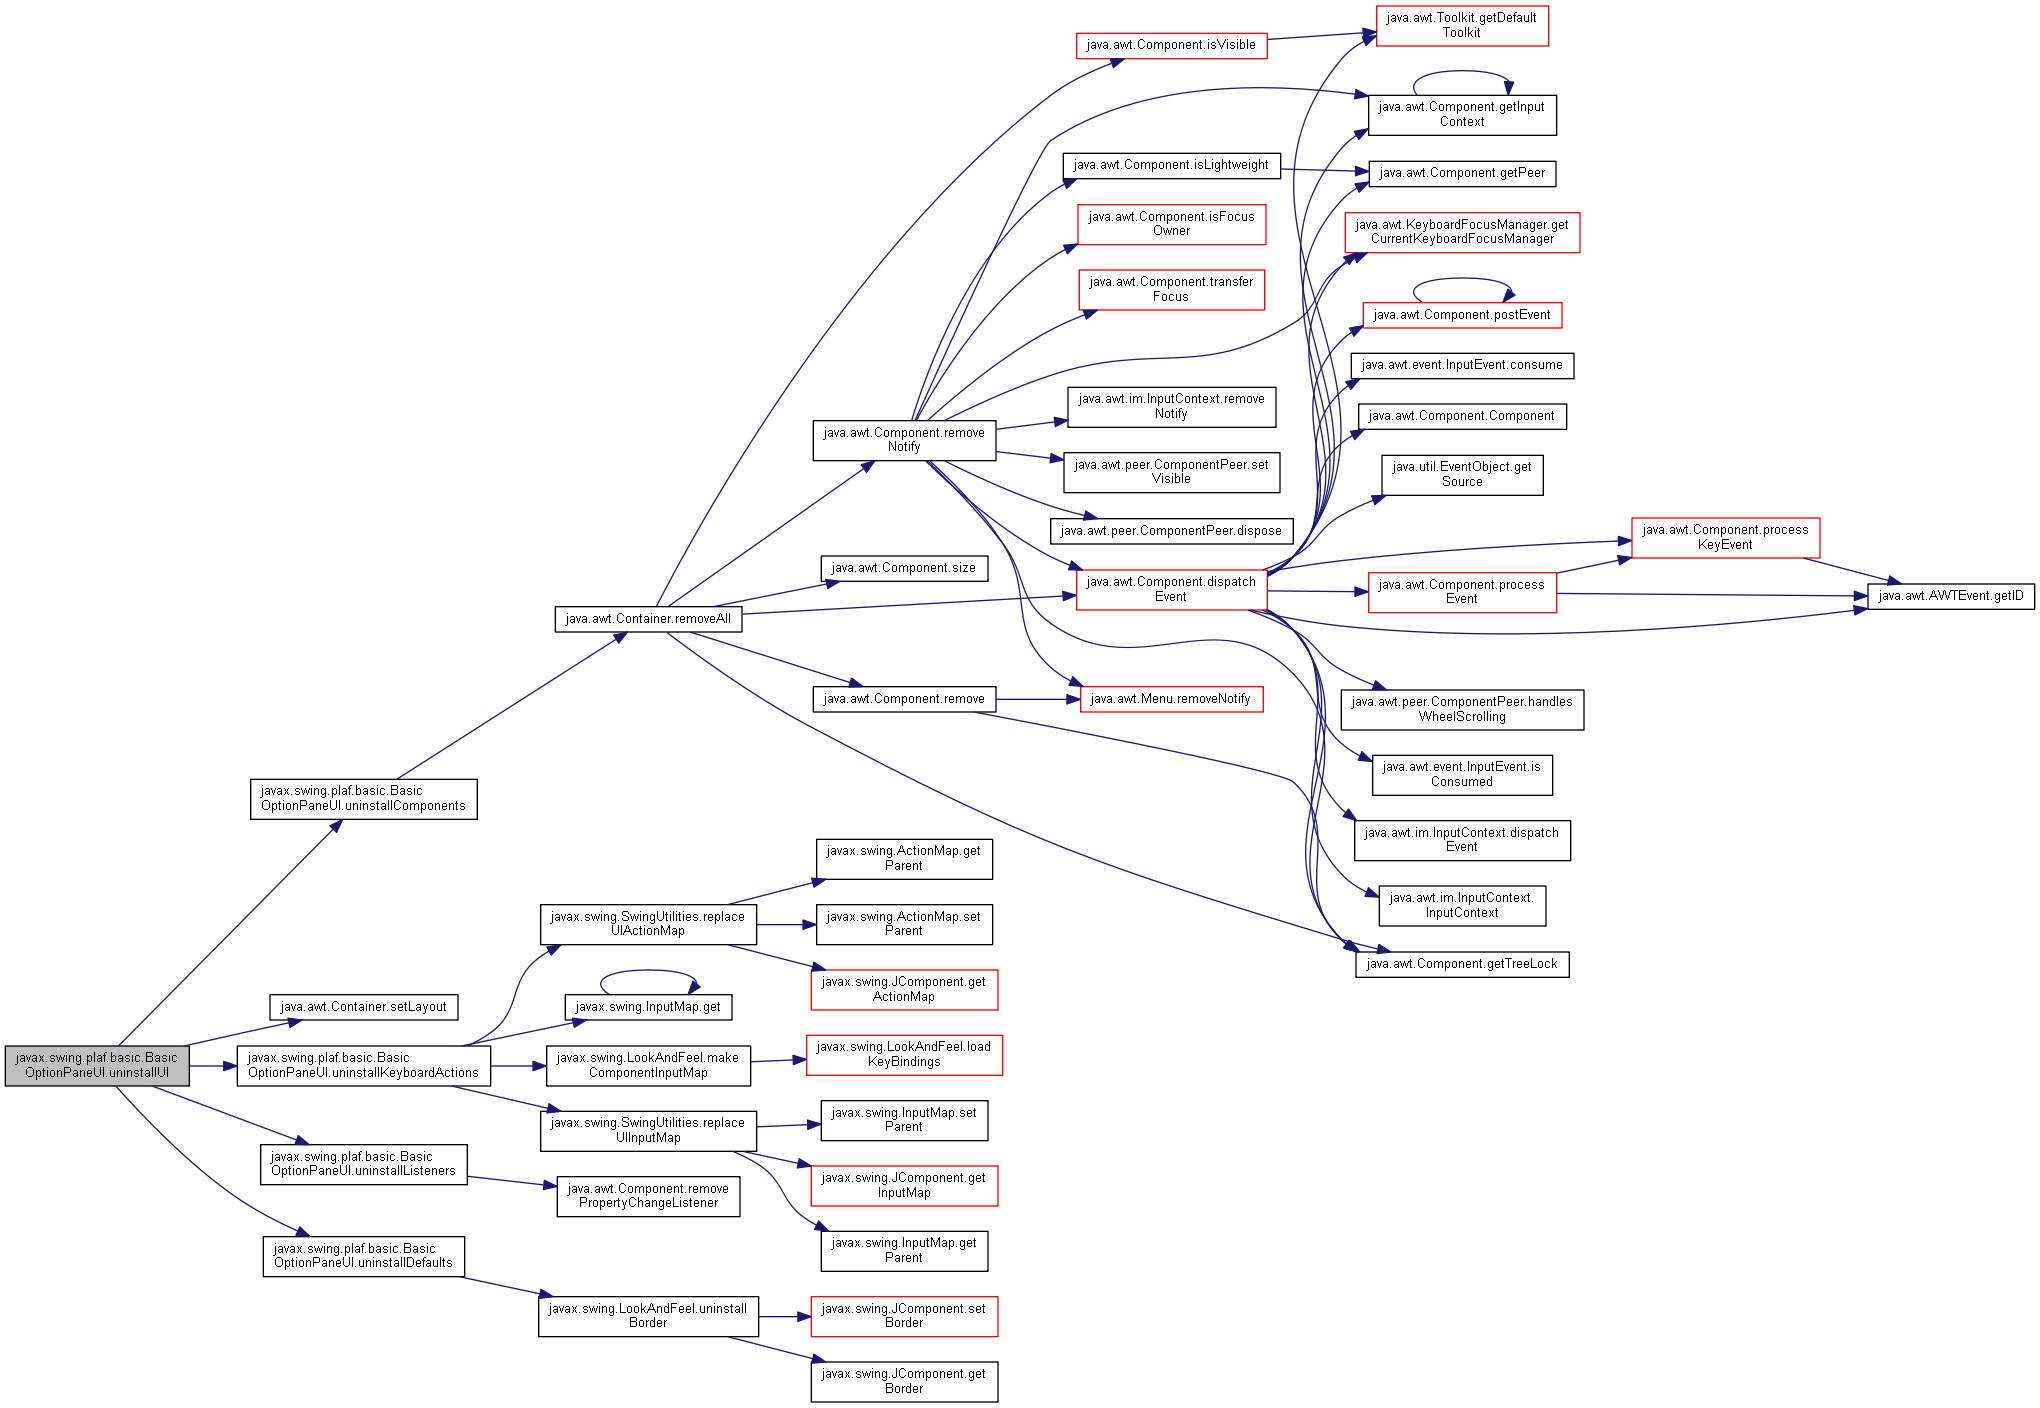 javax.swing.plaf.basic.Basic
OptionPaneUI.uninstallUI
javax.swing.plaf.basic.Basic
OptionPaneUI.uninstallComponents
java.awt.Container.setLayout
javax.swing.plaf.basic.Basic
OptionPaneUI.uninstallKeyboardActions
javax.swing.plaf.basic.Basic
OptionPaneUI.uninstallListeners
javax.swing.plaf.basic.Basic
OptionPaneUI.uninstallDefaults
java.awt.Container.removeAll
javax.swing.SwingUtilities.replace
UIActionMap
javax.swing.InputMap.get
javax.swing.LookAndFeel.make
ComponentInputMap
javax.swing.SwingUtilities.replace
UIInputMap
java.awt.Component.remove
PropertyChangeListener
javax.swing.LookAndFeel.uninstall
Border
java.awt.Component.remove
Notify
java.awt.Component.size
java.awt.Component.remove
javax.swing.ActionMap.get
Parent
javax.swing.ActionMap.set
Parent
javax.swing.JComponent.get
ActionMap
javax.swing.LookAndFeel.load
KeyBindings
javax.swing.InputMap.set
Parent
javax.swing.JComponent.get
InputMap
javax.swing.InputMap.get
Parent
javax.swing.JComponent.set
Border
javax.swing.JComponent.get
Border
java.awt.Component.isVisible
java.awt.Component.isLightweight
java.awt.Component.isFocus
Owner
java.awt.Component.transfer
Focus
java.awt.im.InputContext.remove
Notify
java.awt.peer.ComponentPeer.set
Visible
java.awt.peer.ComponentPeer.dispose
java.awt.Component.dispatch
Event
java.awt.Menu.removeNotify
java.awt.Toolkit.getDefault
Toolkit
java.awt.Component.getInput
Context
java.awt.Component.getPeer
java.awt.KeyboardFocusManager.get
CurrentKeyboardFocusManager
java.awt.Component.postEvent
java.awt.event.InputEvent.consume
java.awt.Component.Component
java.util.EventObject.get
Source
java.awt.Component.process
Event
java.awt.peer.ComponentPeer.handles
WheelScrolling
java.awt.event.InputEvent.is
Consumed
java.awt.im.InputContext.dispatch
Event
java.awt.im.InputContext.
InputContext
java.awt.Component.getTreeLock
java.awt.Component.process
KeyEvent
java.awt.AWTEvent.getID